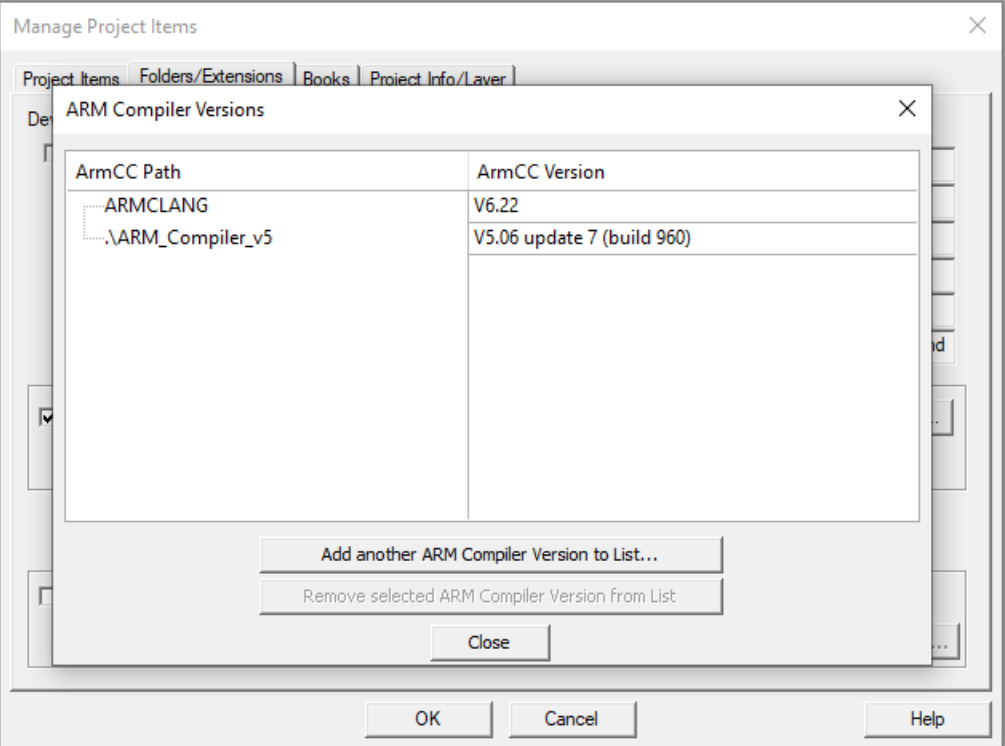 Manage Project Items
Project Items Folders/Extensions Books Project Info/Layer
ARM Compiler Versions
ArmCC Path ArmCC Version
ARMCLANG V6.22
.\ARM_Compiler_v5 V5.06 update 7 (build 960)
Add another ARM Compiler Version to List...
Remove selected ARM Compiler Version from List
Close
OK Cancel Help